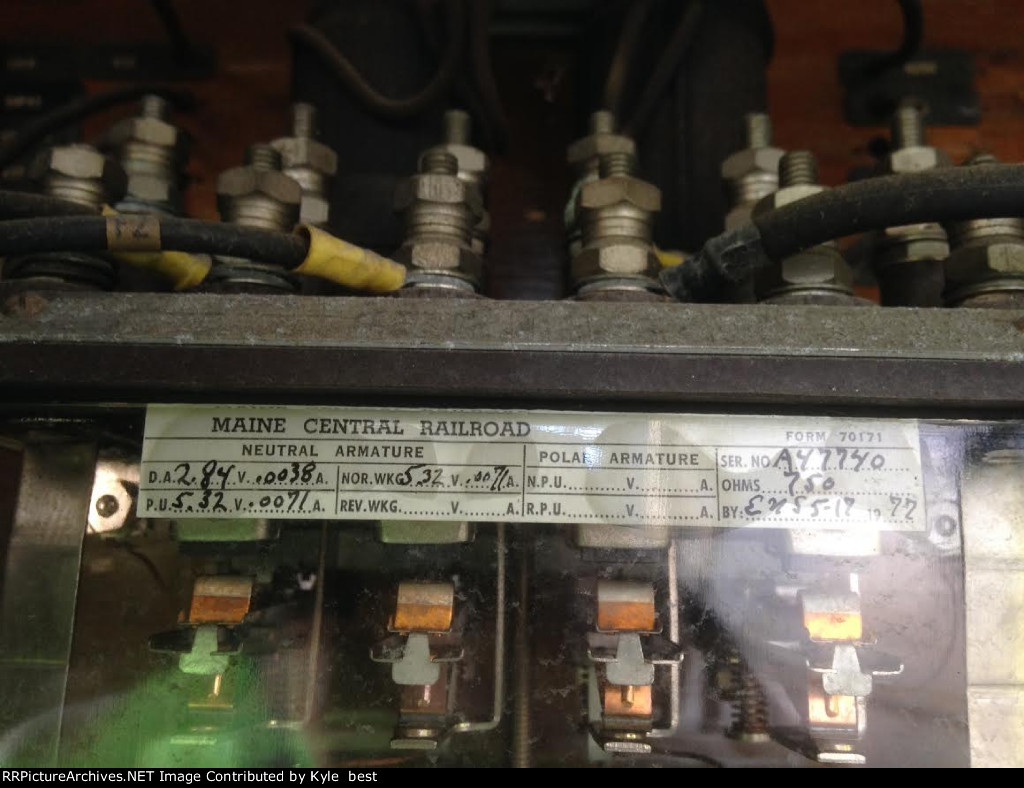 MAINE CENTRAL RAILROAD
FORM 70171
NEUTRAL ARMATURE
POLAR ARMATURE
SER. NO. A47740
D.A. 2.84 V. .0038 A. NOR. WKG 5.32 V. .0071 A. N.P.U. V. A. OHMS 750
P.U. 5.32 V. .0071 A. REV. WKG. V. A. R.P.U. V. A. BY: 19 77
RRPictureArchives.NET Image Contributed by Kyle best